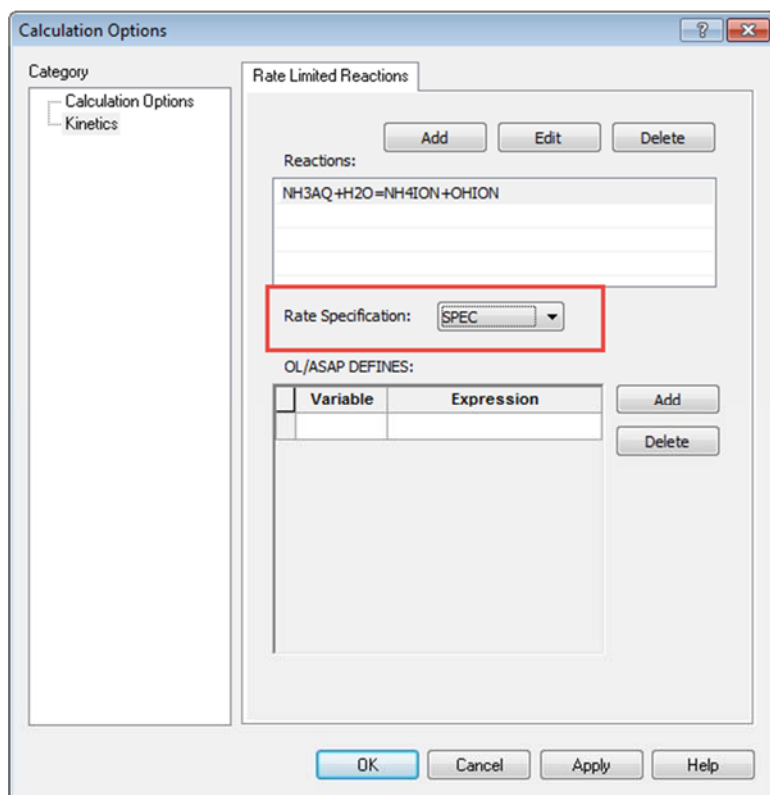 Calculation Options
Category
Calculation Options
Kinetics
Rate Limited Reactions
Add Edit Delete
Reactions:
NH3AQ+H2O=NH4ION+OHION
Rate Specification: SPEC
OL/ASAP DEFINES:
Variable Expression Add
Delete
OK Cancel Apply Help